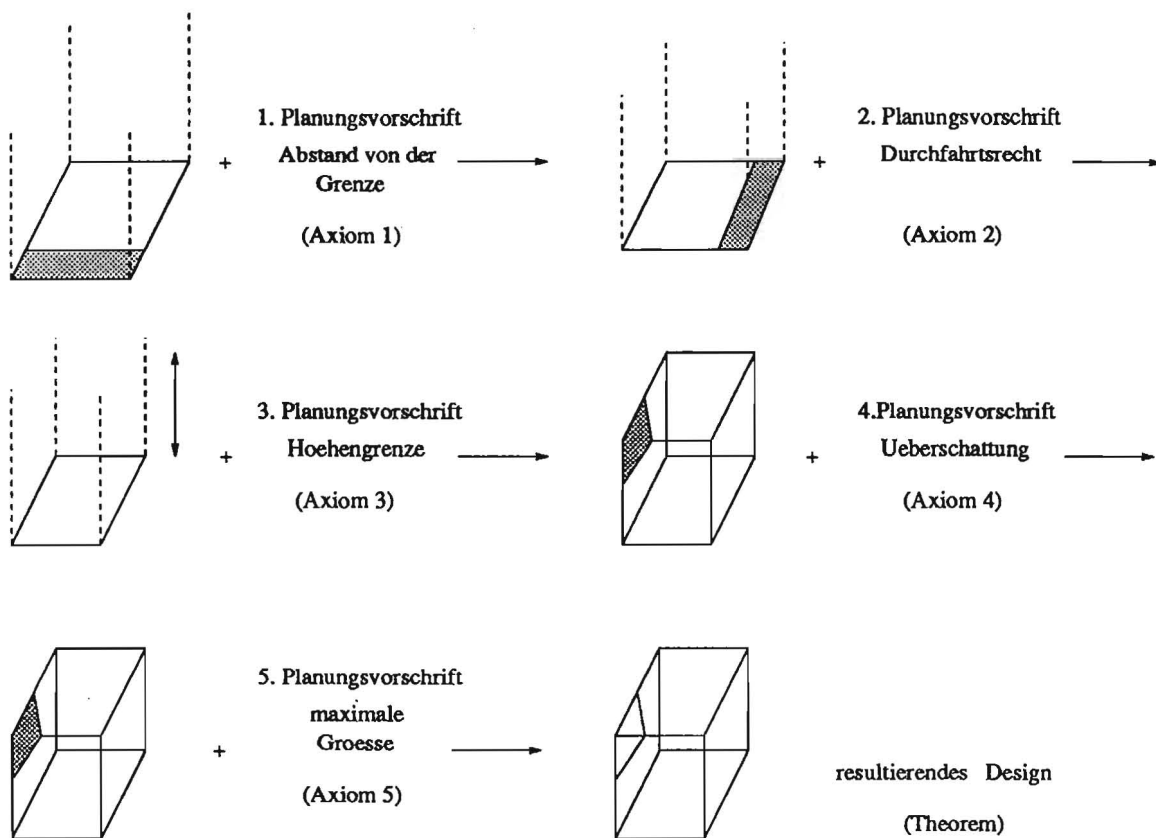 1. Planungsvorschrift
+
Abstand von der
Grenze
(Axiom 1)
+
2. Planungsvorschrift
Durchfahrtsrecht
(Axiom 2)
+
3. Planungsvorschrift
Hoehengrenze
(Axiom 3)
+
4.Planungsvorschrift
Ueberschattung
(Axiom 4)
+
5. Planungsvorschrift
maximale
Groesse
(Axiom 5)
resultierendes Design
(Theorem)